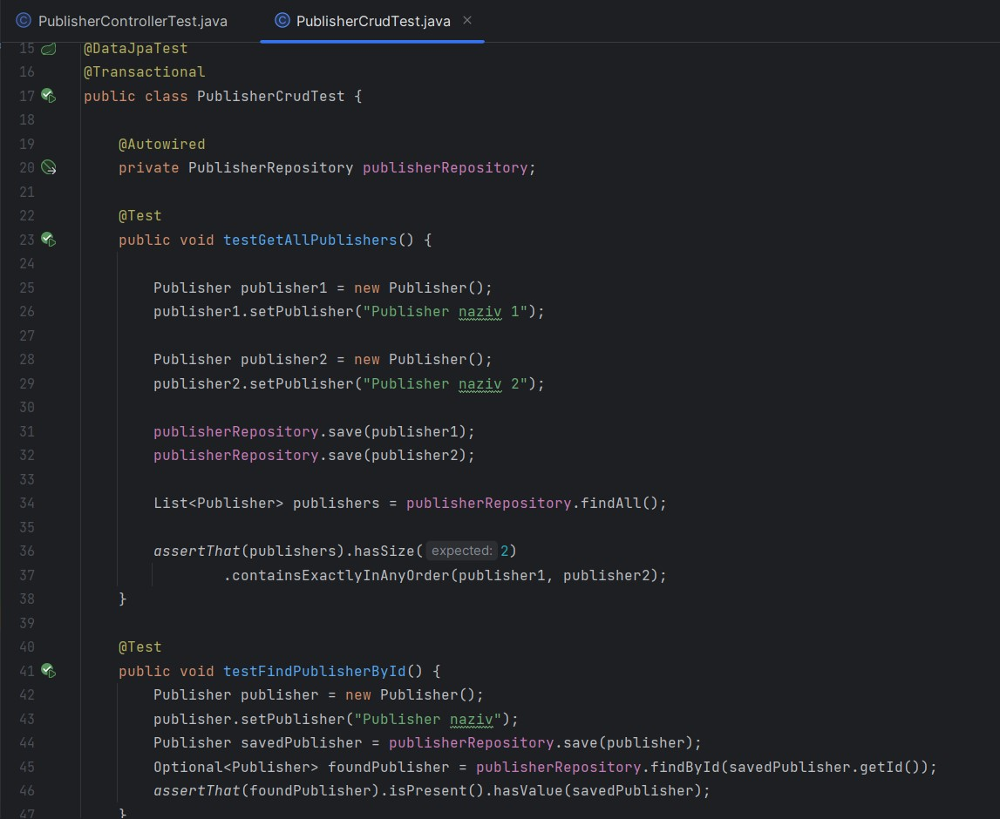 PublisherControllerTest.java PublisherCrudTest.java
15 @DataJpaTest
16 @Transactional
17 public class PublisherCrudTest {
18
19 @Autowired
20 private PublisherRepository publisherRepository;
21
22 @Test
23 public void testGetAllPublishers() {
24
25 Publisher publisher1 = new Publisher();
26 publisher1.setPublisher("Publisher naziv 1");
27
28 Publisher publisher2 = new Publisher();
29 publisher2.setPublisher("Publisher naziv 2");
30
31 publisherRepository.save(publisher1);
32 publisherRepository.save(publisher2);
33
34 List<Publisher> publishers = publisherRepository.findAll();
35
36 assertThat(publishers).hasSize( expected: 2)
37 .containsExactlyInAnyOrder(publisher1, publisher2);
38 }
39
40 @Test
41 public void testFindPublisherById() {
42 Publisher publisher = new Publisher();
43 publisher.setPublisher("Publisher naziv");
44 Publisher savedPublisher = publisherRepository.save(publisher);
45 Optional<Publisher> foundPublisher = publisherRepository.findById(savedPublisher.getId());
46 assertThat(foundPublisher).isPresent().hasValue(savedPublisher);
47 }